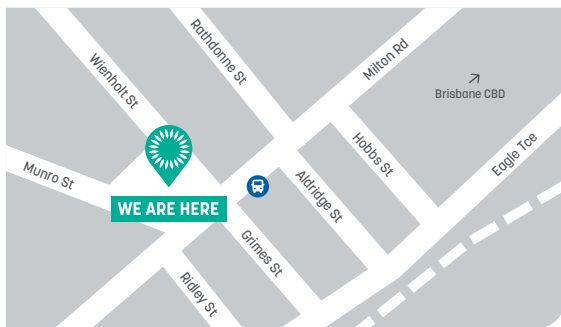 Rathdonne St
Milton Rd
Wienholt St
Brisbane CBD
Hobbs St
Eagle Tce
Munro St
Aldridge St
WE ARE HERE
Grimes St
Ridley St